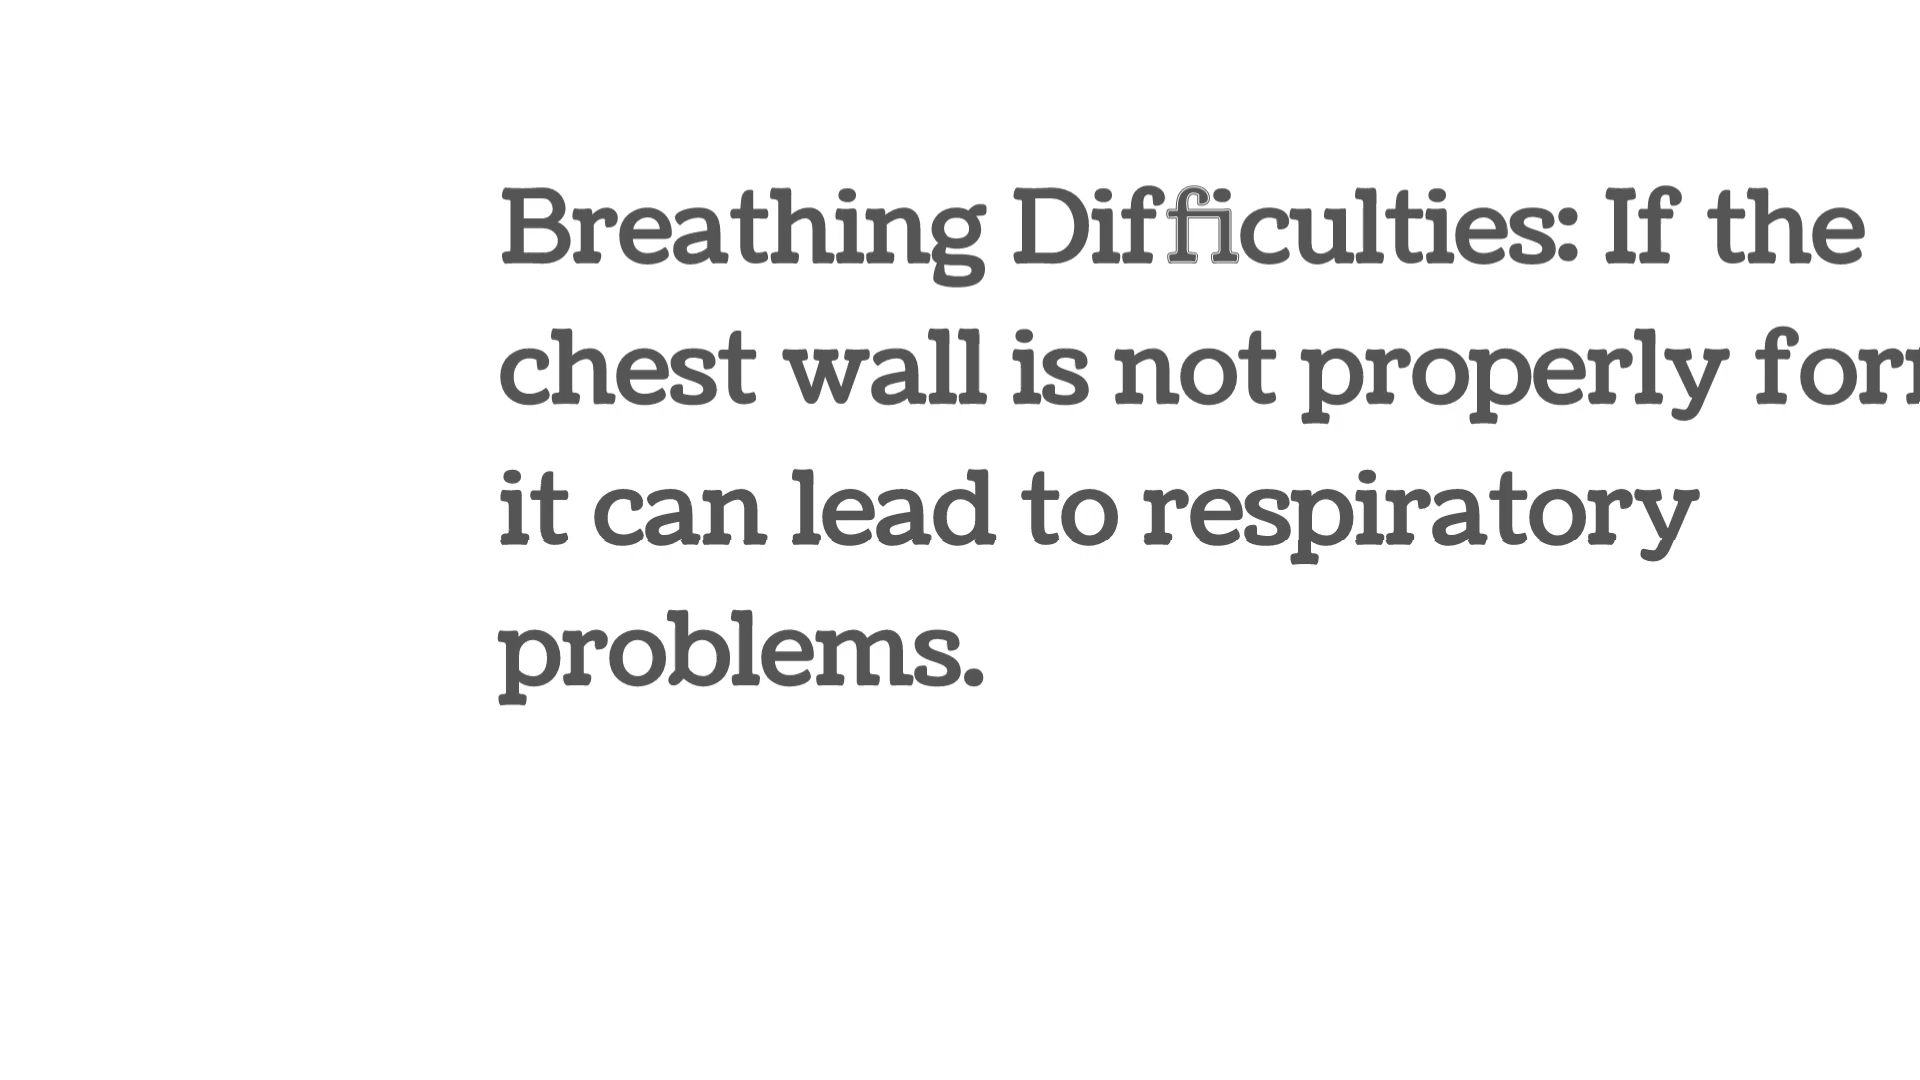 Breathing Difficulties: If the
chest wall is not properly
it can lead to respiratory
problems.